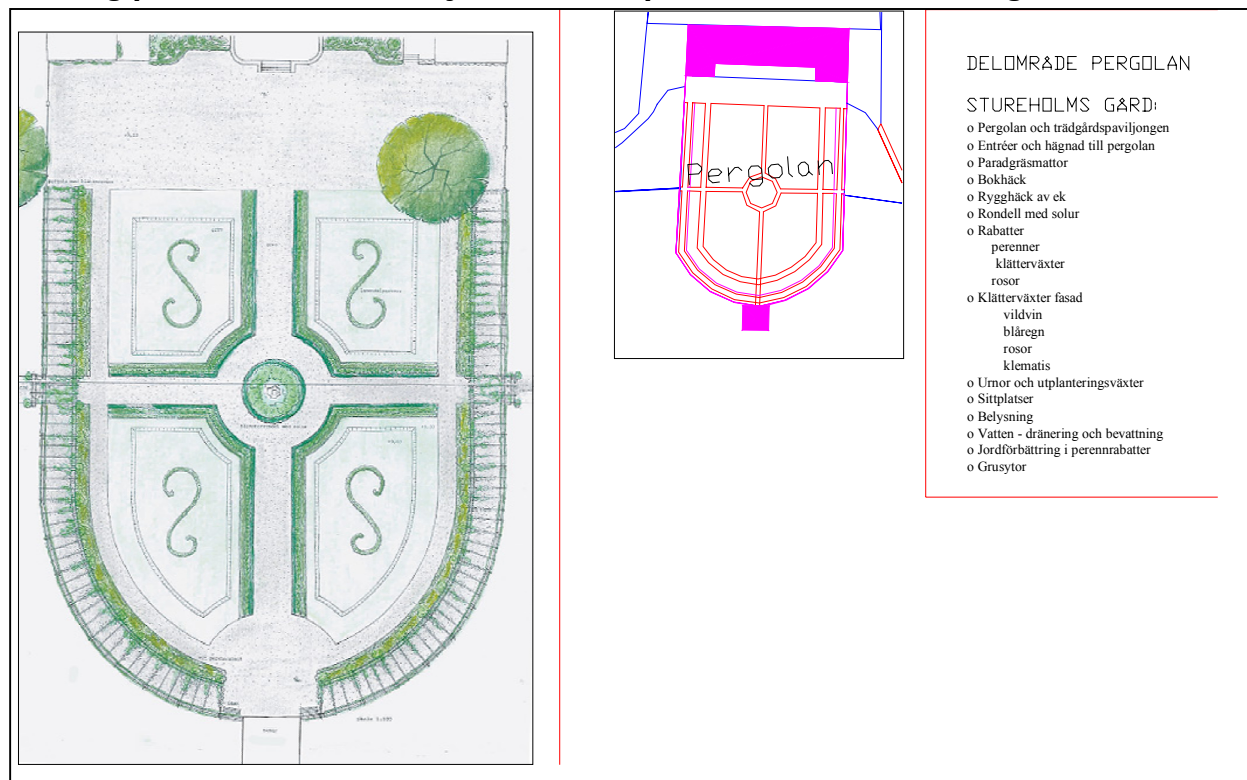 Pergolan
DELOMRÅDE PERGOLAN
STUREHOLMS GÅRD:
o Pergolan och trädgårdspaviljongen
o Entréer och hägnad till pergolan
o Paradgräsmattor
o Bokhäck
o Rygghäck av ek
o Rondell med solur
o Rabatter
perenner
klätterväxter
rosor
o Klätterväxter fasad
vildvin
blåregn
rosor
klematis
o Urnor och utplanteringsväxter
o Sittplatser
o Belysning
o Vatten - dränering och bevattning
o Jordförbättring i perennrabatter
o Grusytor